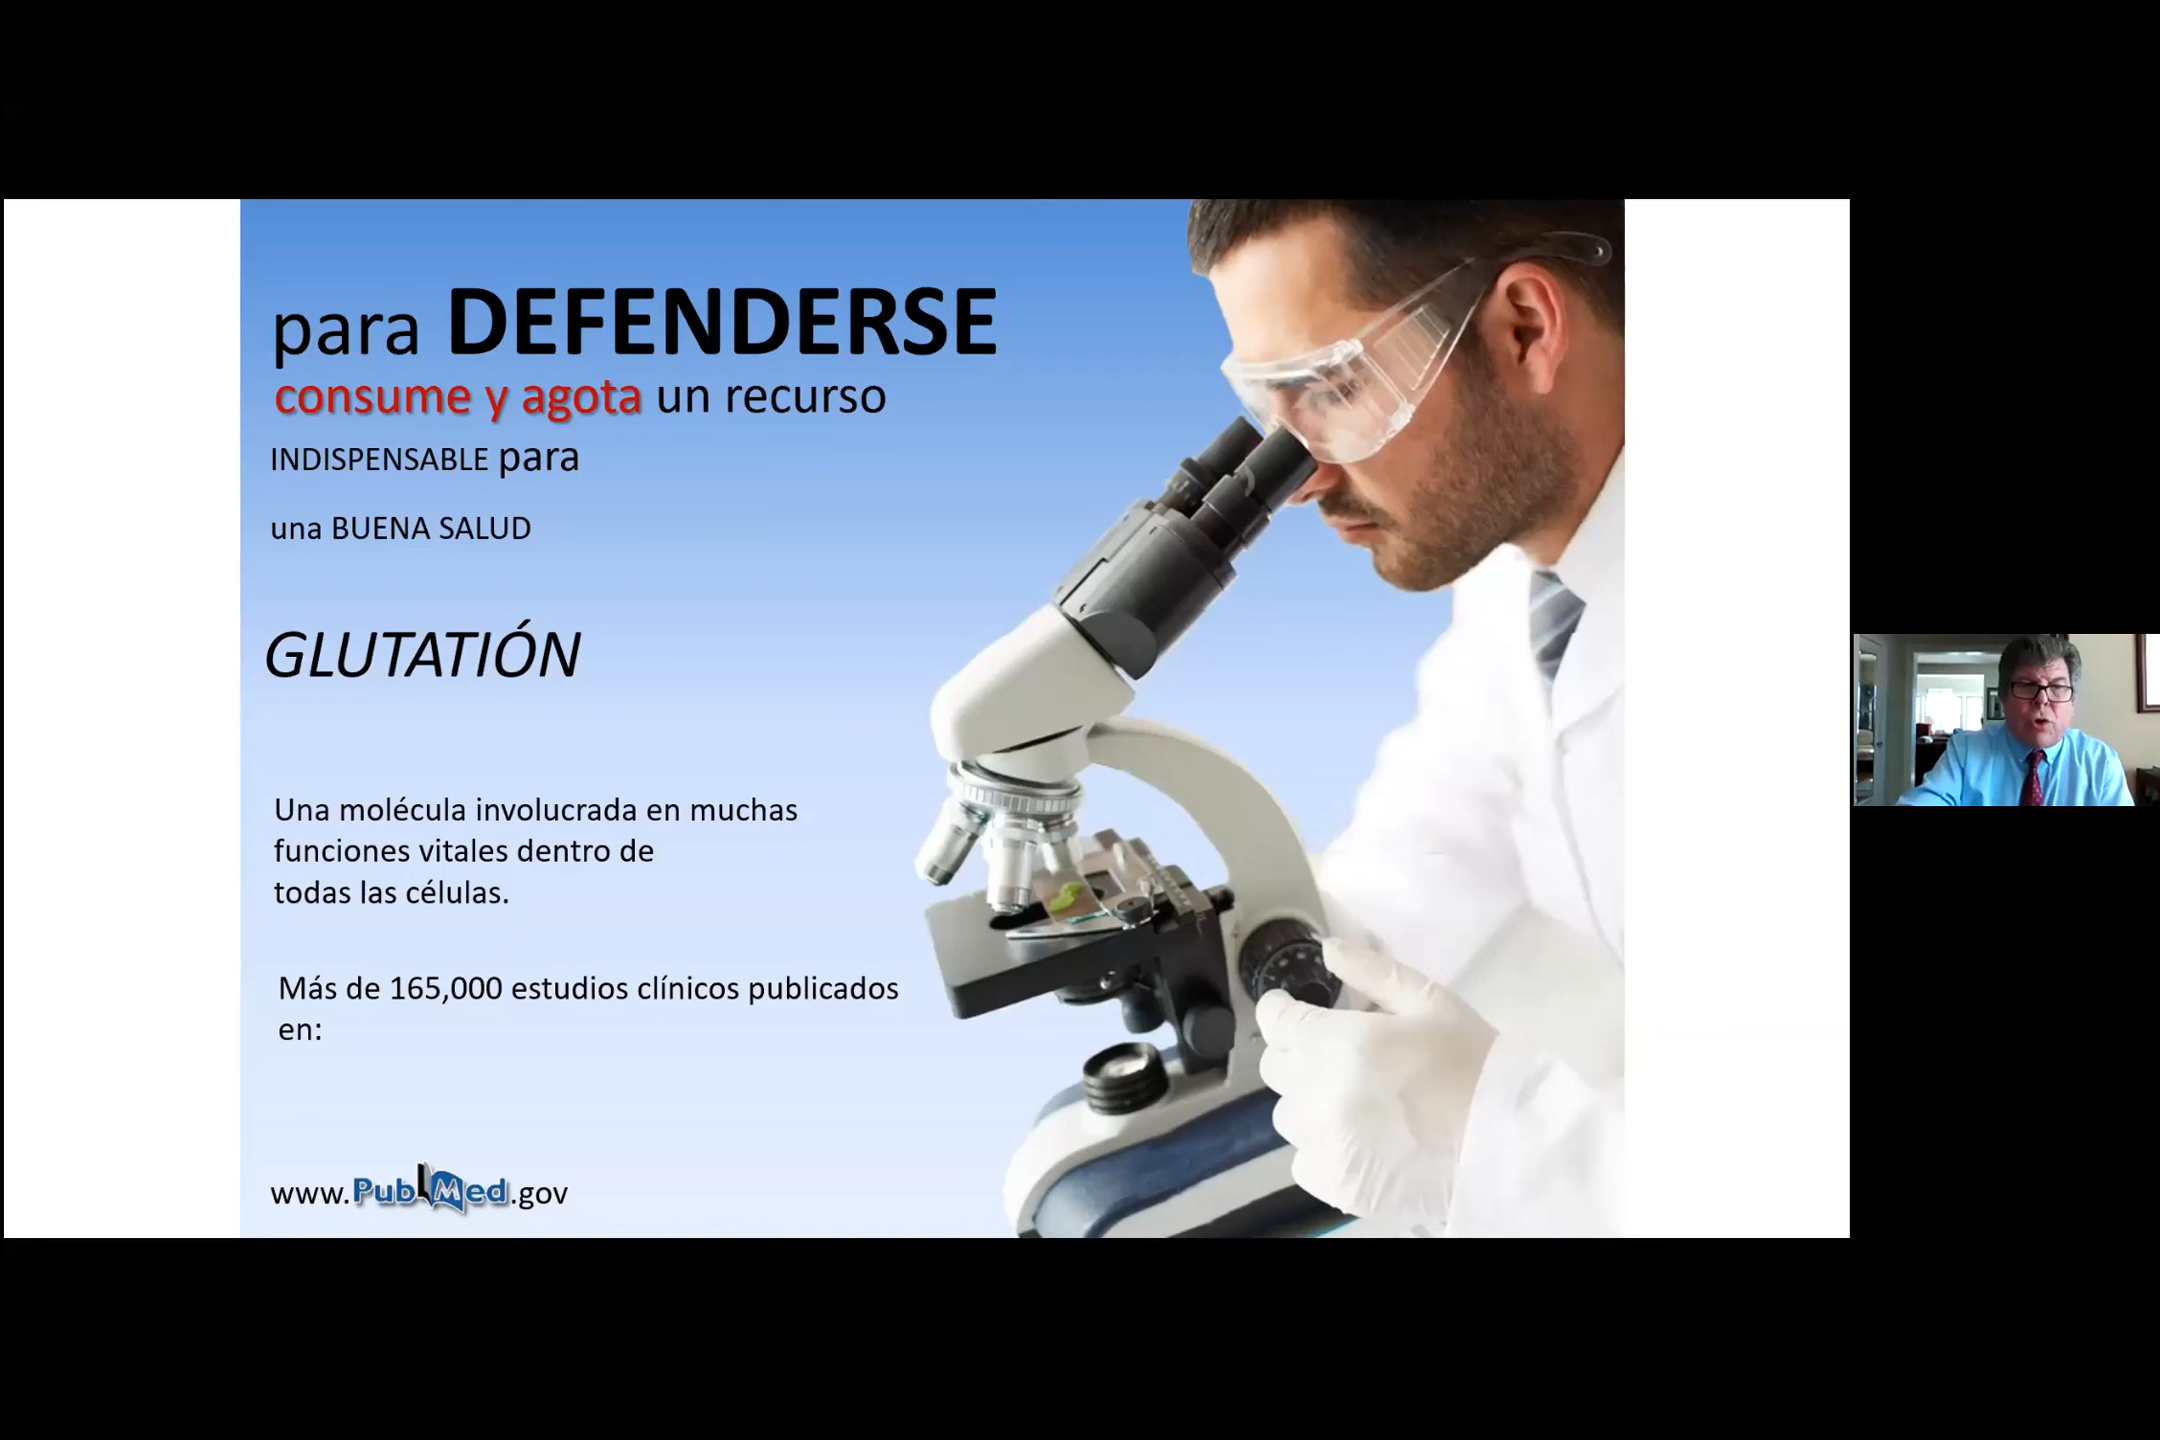 para DEFENDERSE
consume y agota un recurso
INDISPENSABLE para
una BUENA SALUD
GLUTATIÓN
Una molécula involucrada en muchas
funciones vitales dentro de
todas las células.
Más de 165,000 estudios clínicos publicados
en:
www.PubMed.gov